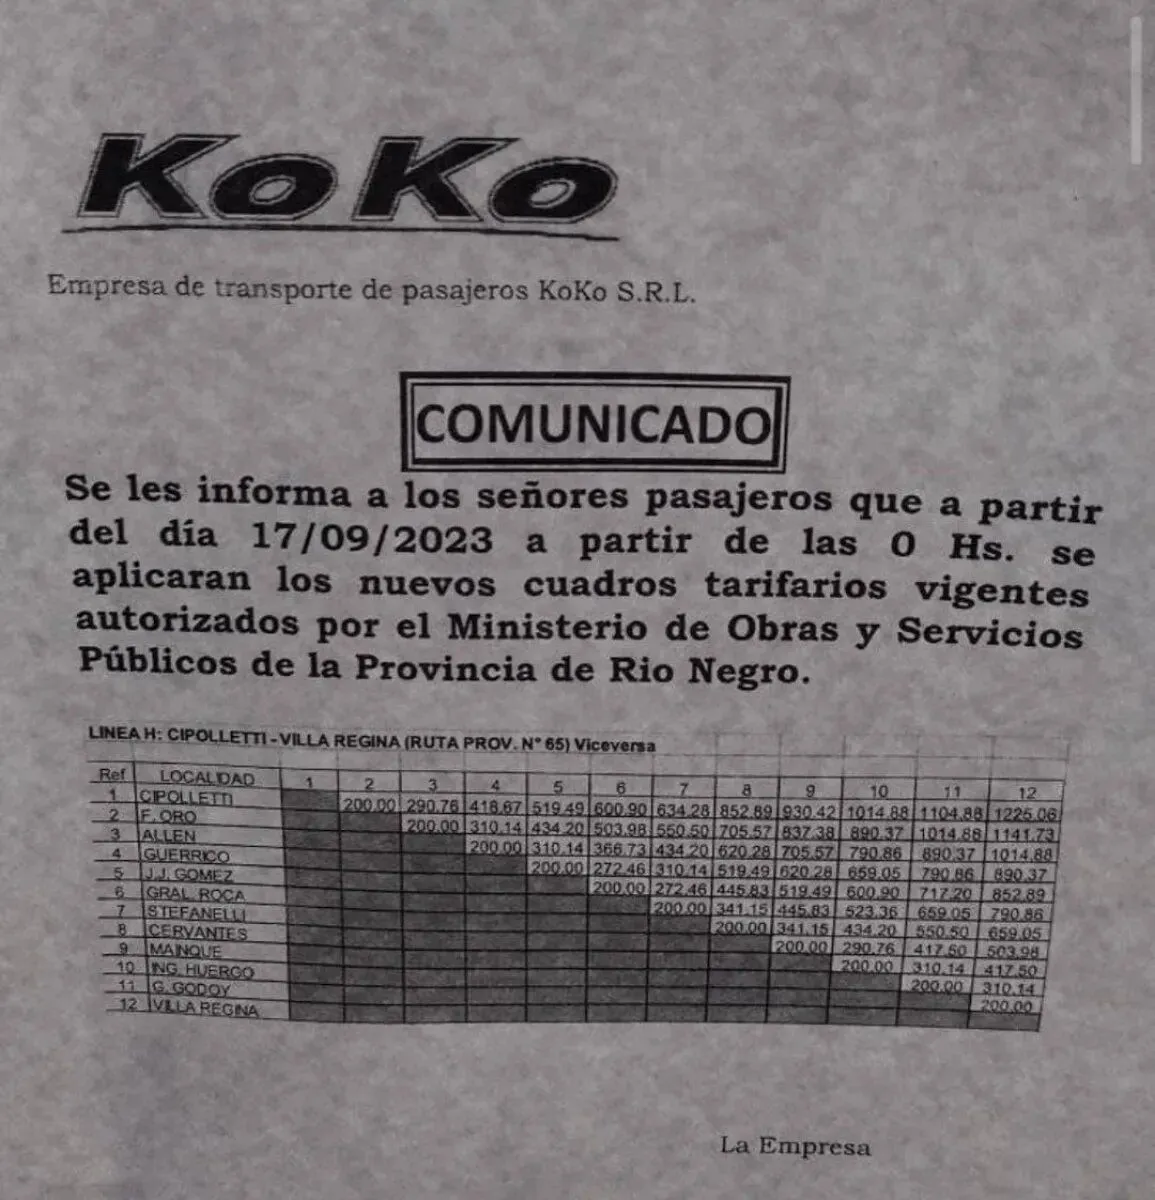 KoKo
Empresa de transporte de pasajeros KoKo S.R.L.
COMUNICADO
Se les informa a los señores pasajeros que a partir
del día 17/09/2023 a partir de las 0 Hs. se
aplicaran los nuevos cuadros tarifarios vigentes
autorizados por el Ministerio de Obras y Servicios
Públicos de la Provincia de Rio Negro.
LINEA H: CIPOLLETTI - VILLA REGINA (RUTA PROV. N° 65) Viceversa
Ref LOCALIDAD 1 2 3 4 5 6 7 8 9 10 11 12
1 CIPOLLETTI 200.00 290.76 418.67 519.49 600.90 634.28 852.89 930.42 1014.88 1104.88 1225.06
2 F. ORO 200.00 310.14 434.20 503.98 550.50 705.57 837.38 890.37 1014.88 1141.73
3 ALLEN 200.00 310.14 366.73 434.20 620.28 705.57 790.86 890.37 1014.88
4 GUERRICO 200.00 272.46 310.14 519.49 620.28 659.05 790.86 890.37
5 J.J. GOMEZ 200.00 272.46 445.83 519.49 600.90 717.20 852.89
6 GRAL. ROCA 200.00 341.15 445.83 523.36 659.05 790.86
7 STEFANELLI 200.00 341.15 434.20 550.50 659.05
8 CERVANTES 200.00 290.76 417.50 503.98
9 MAINQUE 200.00 310.14 417.50
10 ING. HUERGO 200.00 310.14
11 G. GODOY 200.00
12 VILLA REGINA
La Empresa